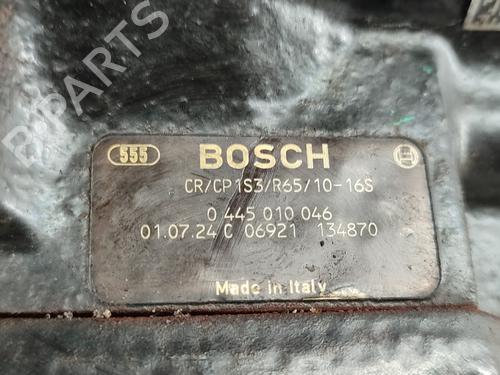 555 BOSCH
CR/CP1S3/R65/10-16S
0 445 010 046
01.07.24 C 06921 134870
Made in Italy
B-PARTS